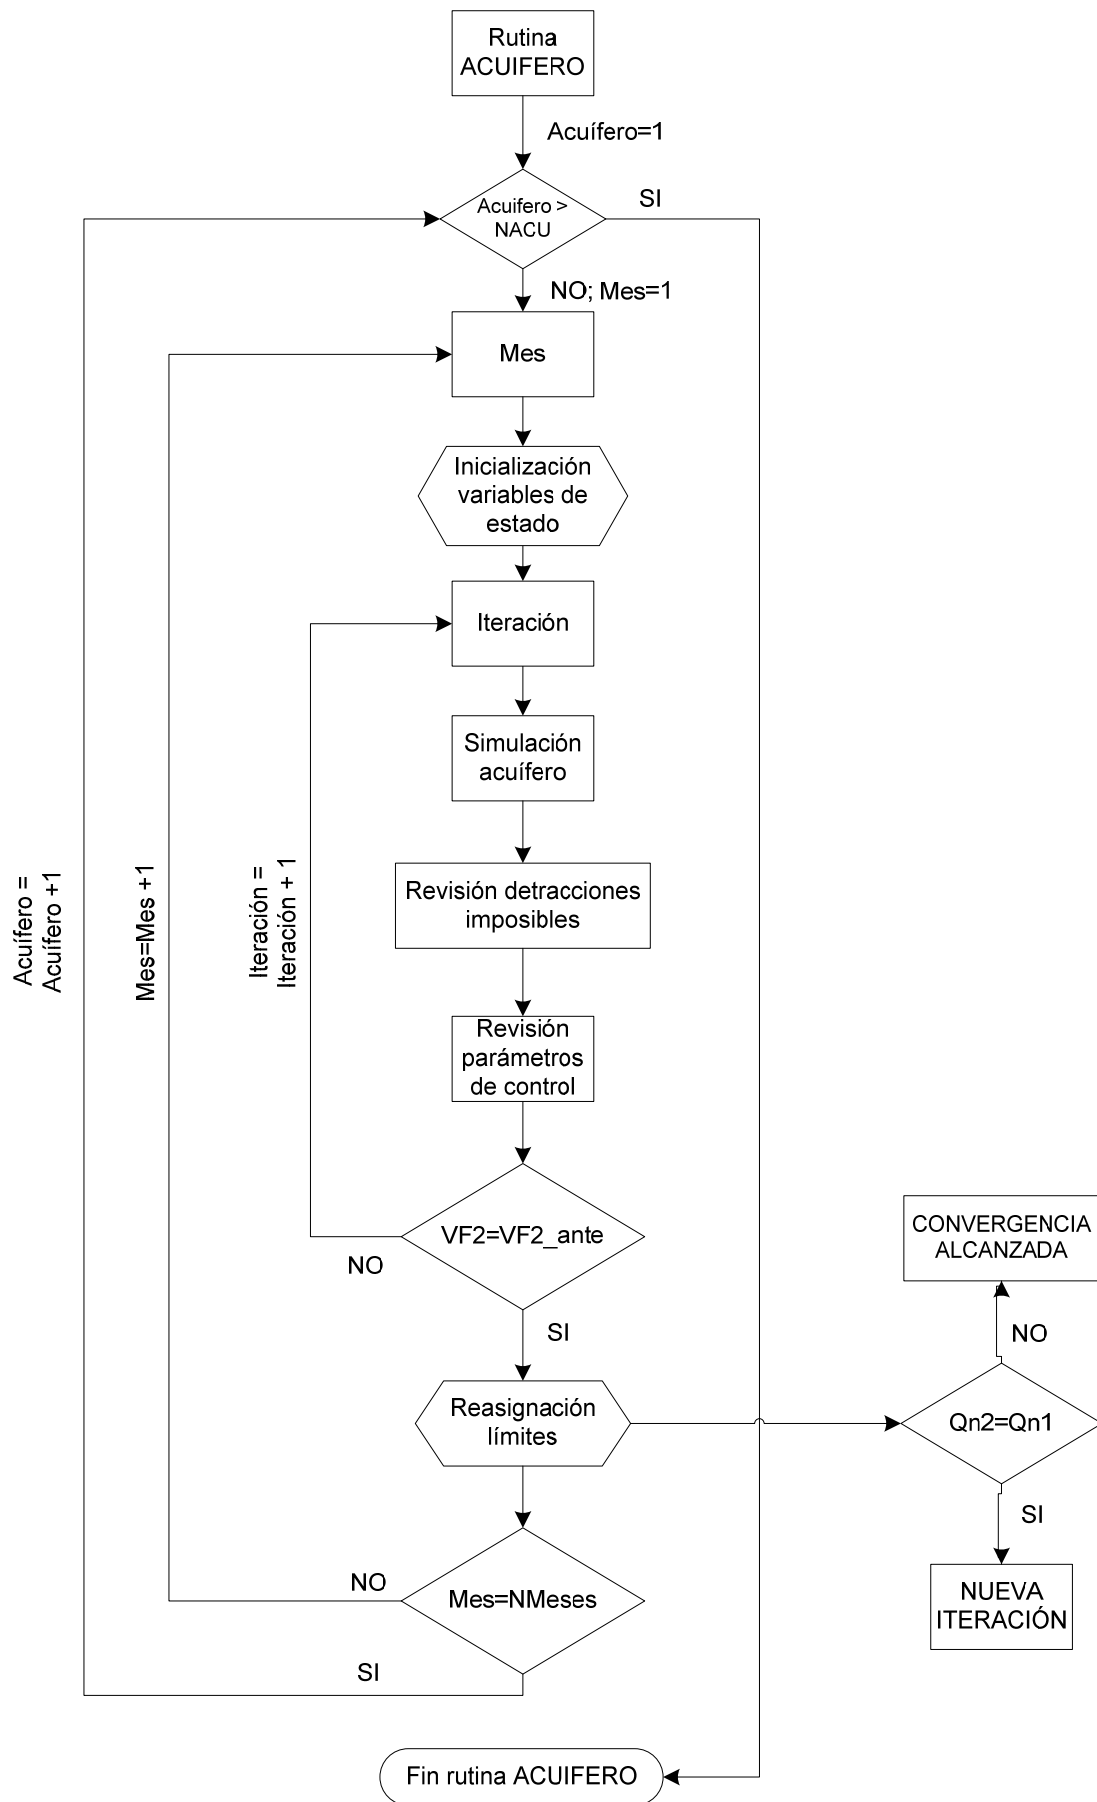 Rutina
ACUIFERO
Acuífero=1
Acuifero >
NACU
SI
NO; Mes=1
Mes
Inicialización
variables de
estado
Iteración
Simulación
acuífero
Revisión detracciones
imposibles
Revisión
parámetros
de control
Acuífero =
Acuífero +1
Mes=Mes +1
Iteración =
Iteración + 1
VF2=VF2_ante
NO
SI
CONVERGENCIA
ALCANZADA
NO
Reasignación
límites
Qn2=Qn1
SI
NUEVA
ITERACIÓN
NO
Mes=NMeses
SI
Fin rutina ACUIFERO